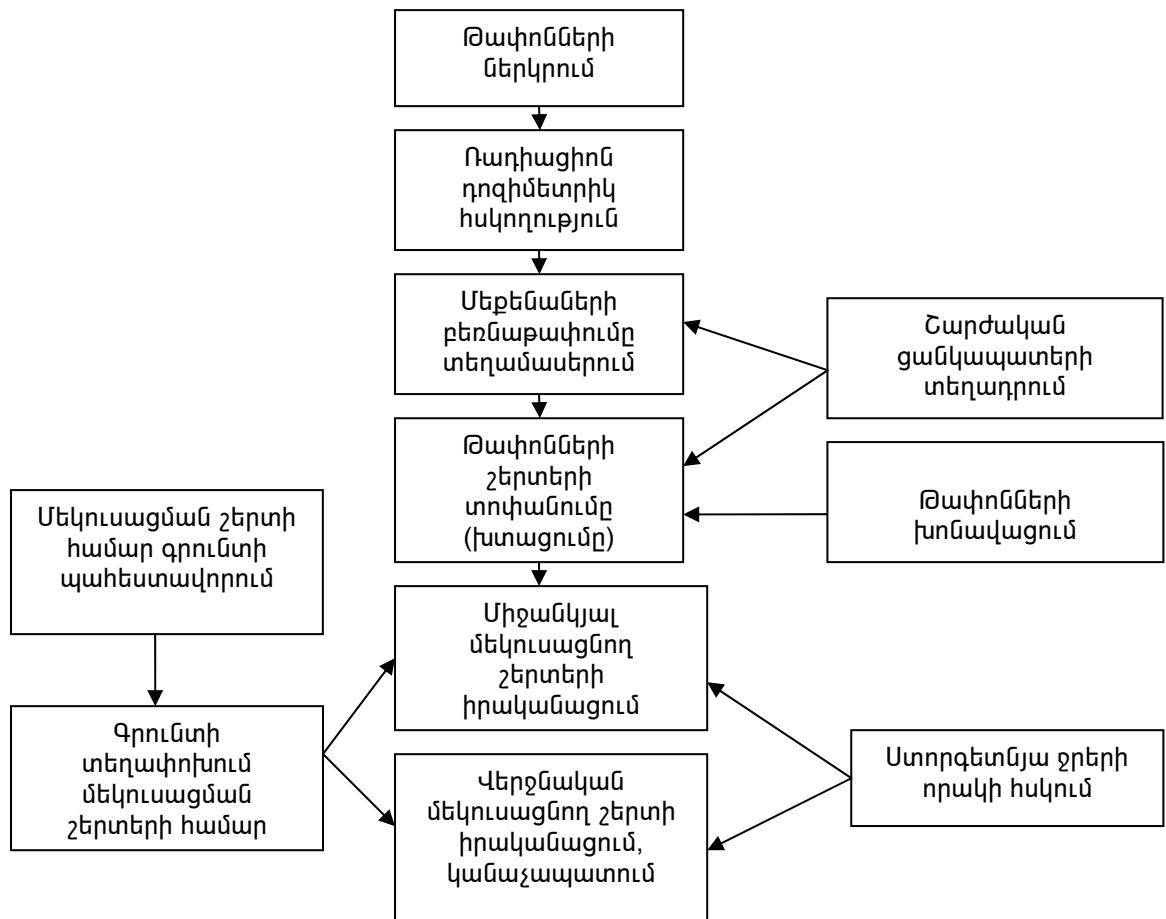 Թափոնների
ներկրում
Ռադիացիոն
դոզիմետրիկ
հսկողություն
Մեքենաների
բեռնաթափումը
տեղամասերում
Շարժական
ցանկապատերի
տեղադրում
Թափոնների
շերտերի
տոփանումը
(խտացումը)
Թափոնների
խոնավացում
Մեկուսացման շերտի
համար գրունտի
պահեստավորում
Միջանկյալ
մեկուսացնող
շերտերի
իրականացում
Գրունտի
տեղափոխում
մեկուսացման
շերտերի համար
Ստորգետնյա ջրերի
որակի հսկում
Վերջնական
մեկուսացնող շերտի
իրականացում,
կանաչապատում